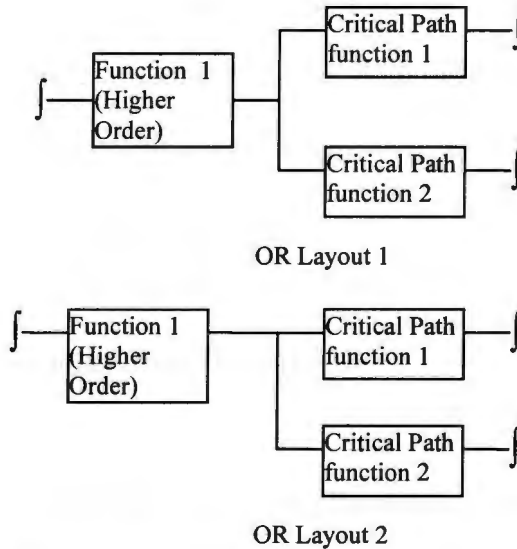 Critical Path
function 1
Function 1
(Higher
Order)
Critical Path
function 2
OR Layout 1
Function 1
(Higher
Order)
Critical Path
function 1
Critical Path
function 2
OR Layout 2